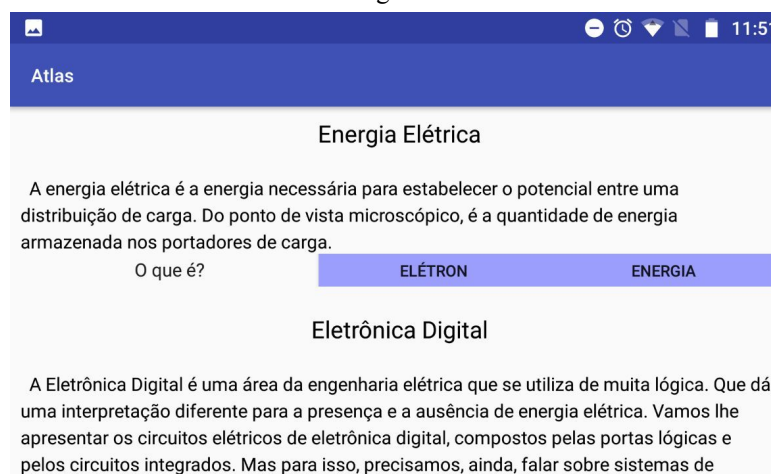 11:51
Atlas
Energia Elétrica
A energia elétrica é a energia necessária para estabelecer o potencial entre uma
distribuição de carga. Do ponto de vista microscópico, é a quantidade de energia
armazenada nos portadores de carga.
O que é? ELÉTRON ENERGIA
Eletrônica Digital
A Eletrônica Digital é uma área da engenharia elétrica que se utiliza de muita lógica. Que dá
uma interpretação diferente para a presença e a ausência de energia elétrica. Vamos lhe
apresentar os circuitos elétricos de eletrônica digital, compostos pelas portas lógicas e
pelos circuitos integrados. Mas para isso, precisamos, ainda, falar sobre sistemas de